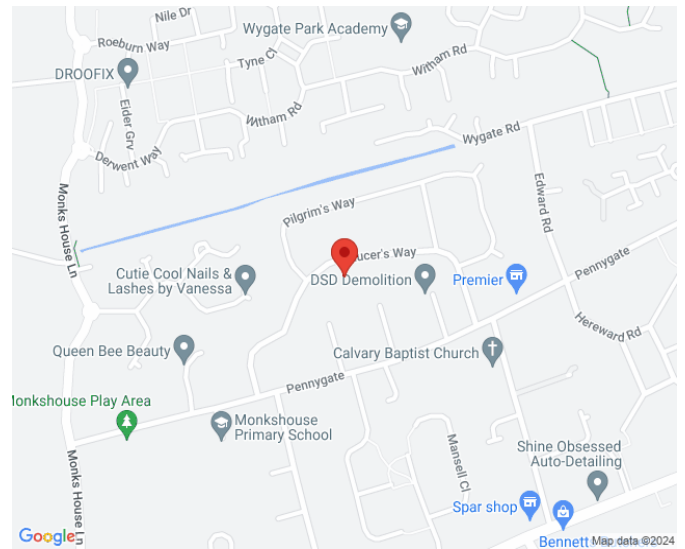 Nile Dr
Roeburn Way
Wygate Park Academy
Tyne Cl
Witham Rd
DROOFIX
Eider Grv
Witham Rd
Derwent Way
Wygate Rd
Monks House Ln
Edward Rd
Pilgrim's Way
ucer's Way
Pennygate
Cutie Cool Nails &
Lashes by Vanessa
DSD Demolition
Premier
Hereward Rd
Queen Bee Beauty
Calvary Baptist Church
Pennygate
Monkshouse Play Area
Monkshouse
Primary School
Mansell Cl
Monks House Ln
Shine Obsessed
Auto-Detailing
Spar shop
Google
Bennett
Map data ©2024